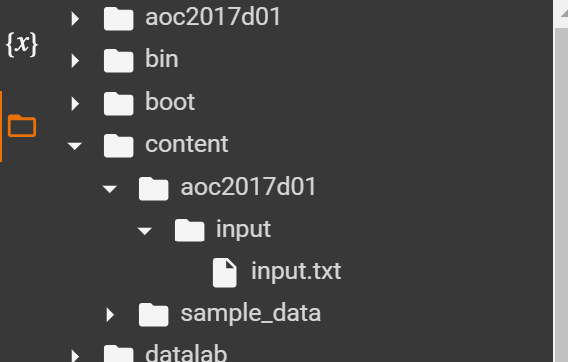 aoc2017d01
{x}
bin
boot
content
aoc2017d01
input
input.txt
sample_data
datalab